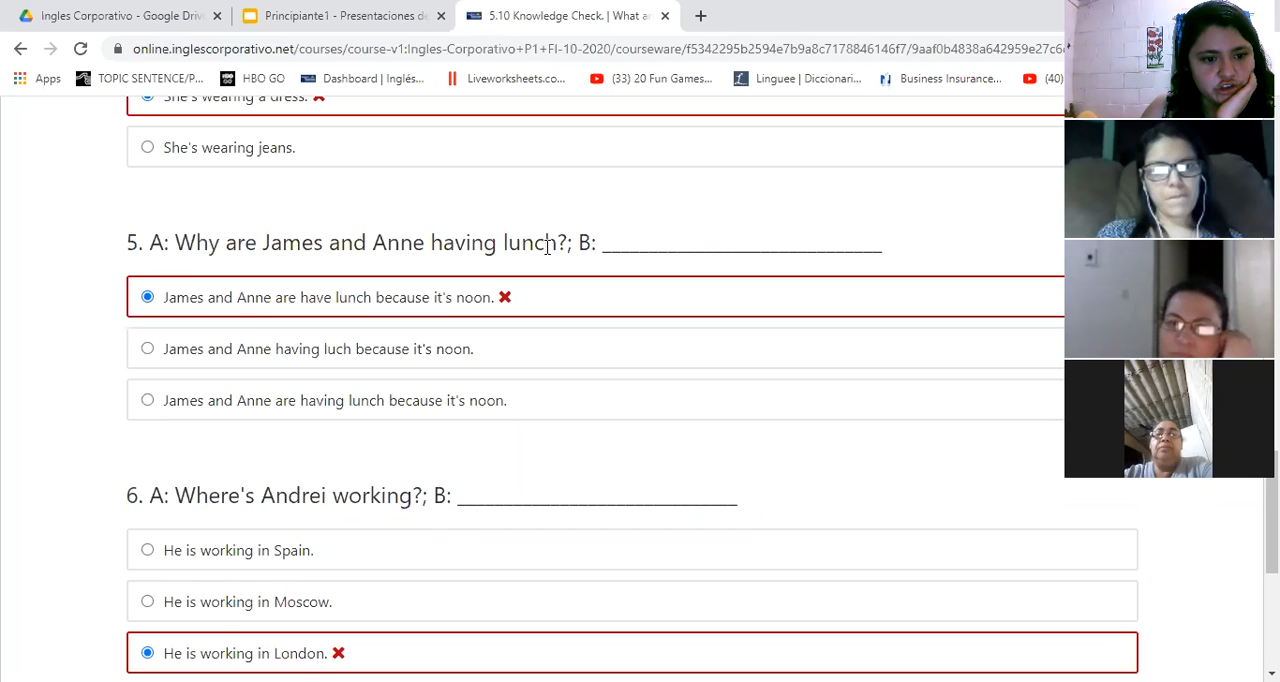 Ingles Corporativo - Google Driv
Principiante1 - Presentaciones de
5.10 Knowledge Check. | What ar
online.inglescorporativo.net/courses/course-v1:Ingles-Corporativo+P1+FI-10-2020/courseware/f5342295b2594e7b9a8c7178846146f7/9aaf0b4838a642959e27c6
Apps
TOPIC SENTENCE/P...
HBO GO
Dashboard | Inglés...
Liveworksheets.co...
(33) 20 Fun Games...
Linguee | Diccionari...
Business Insurance...
(40)
She's wearing a dress.
She's wearing jeans.
5. A: Why are James and Anne having lunch?; B: ____________________________
James and Anne are have lunch because it's noon.
James and Anne having luch because it's noon.
James and Anne are having lunch because it's noon.
6. A: Where's Andrei working?; B: ____________________________
He is working in Spain.
He is working in Moscow.
He is working in London.